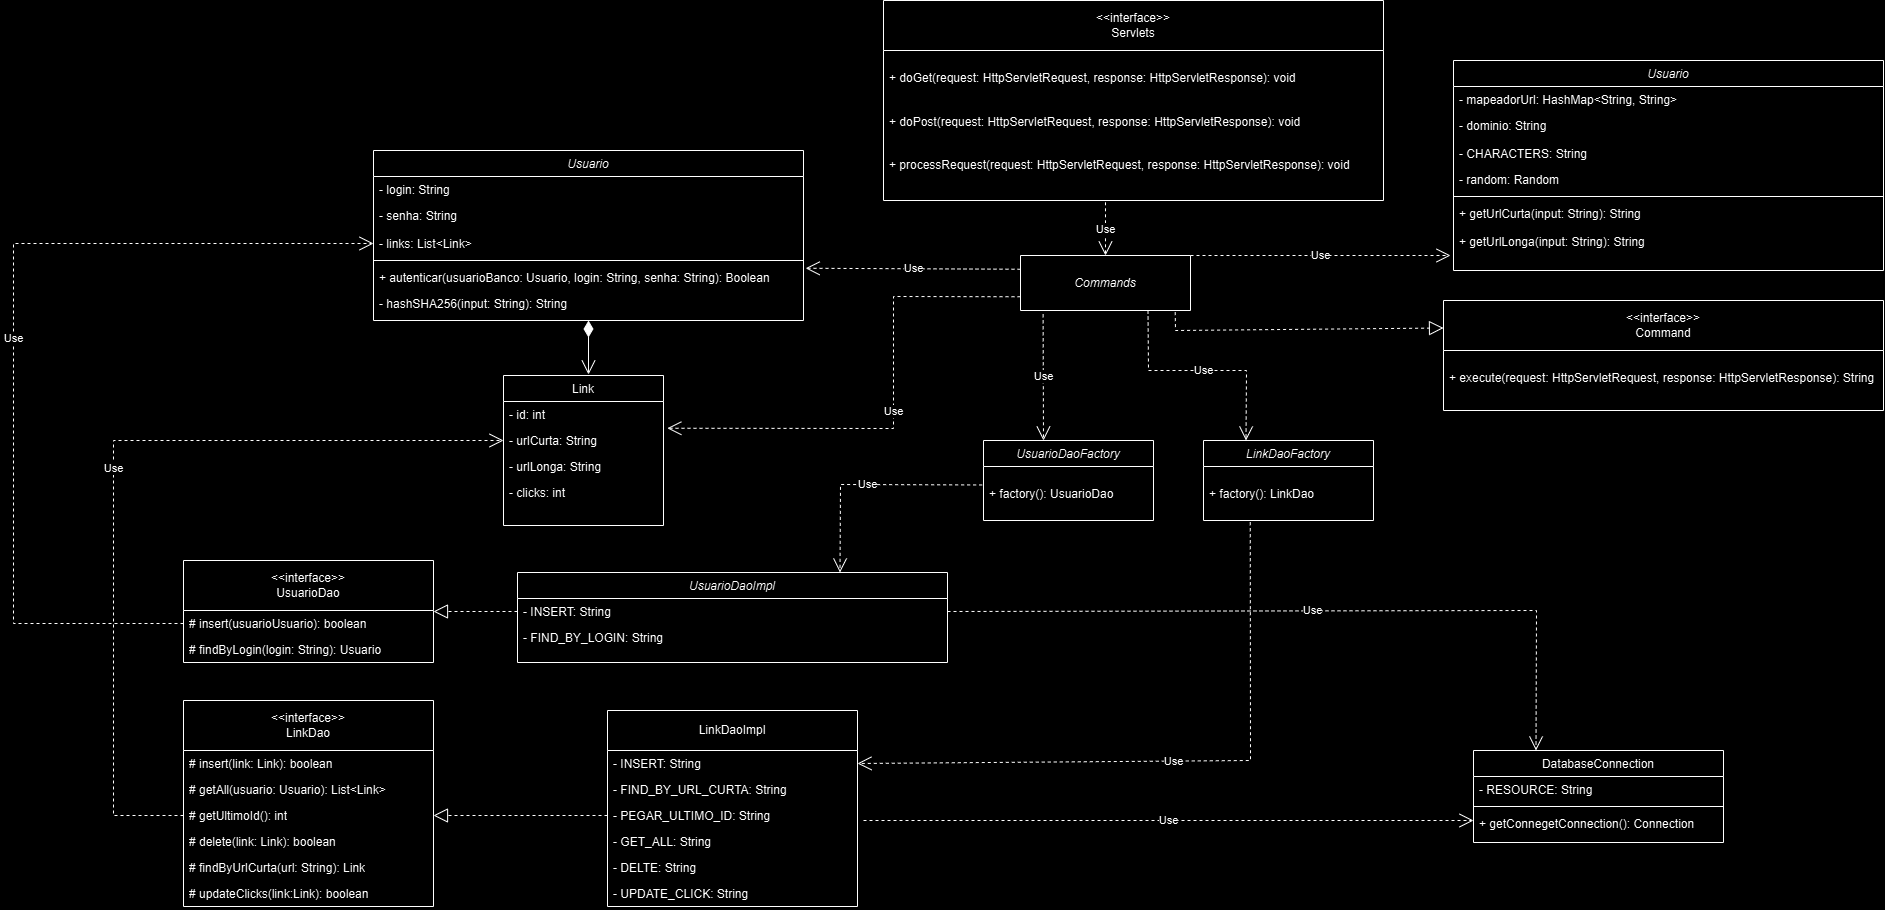 <<interface>>
Servlets
+ doGet(request: HttpServletRequest, response: HttpServletResponse): void
+ doPost(request: HttpServletRequest, response: HttpServletResponse): void
+ processRequest(request: HttpServletRequest, response: HttpServletResponse): void
Usuario
- mapeadorUrl: HashMap<String, String>
- dominio: String
- CHARACTERS: String
- random: Random
+ getUrlCurta(input: String): String
+ getUrlLonga(input: String): String
Usuario
- login: String
- senha: String
- links: List<Link>
+ autenticar(usuarioBanco: Usuario, login: String, senha: String): Boolean
- hashSHA256(input: String): String
Use
Use
Use
Commands
Use
<<interface>>
Command
+ execute(request: HttpServletRequest, response: HttpServletResponse): String
Link
- id: int
- urlCurta: String
- urlLonga: String
- clicks: int
Use
Use
Use
Use
UsuarioDaoFactory
+ factory(): UsuarioDao
LinkDaoFactory
+ factory(): LinkDao
Use
<<interface>>
UsuarioDao
# insert(usuarioUsuario): boolean
# findByLogin(login: String): Usuario
UsuarioDaoImpl
- INSERT: String
- FIND_BY_LOGIN: String
Use
<<interface>>
LinkDao
# insert(link: Link): boolean
# getAll(usuario: Usuario): List<Link>
# getUltimoId(): int
# delete(link: Link): boolean
# findByUrlCurta(url: String): Link
# updateClicks(link:Link): boolean
LinkDaoImpl
- INSERT: String
- FIND_BY_URL_CURTA: String
- PEGAR_ULTIMO_ID: String
- GET_ALL: String
- DELTE: String
- UPDATE_CLICK: String
Use
Use
DatabaseConnection
- RESOURCE: String
+ getConnegetConnection(): Connection